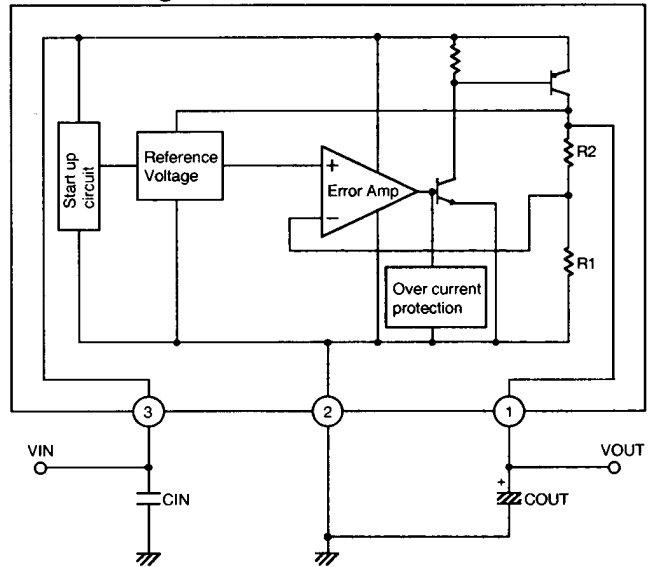 R2
Start up
circuit
Reference
Voltage
+
Error Amp
−
R1
Over current
protection
3
2
1
VIN
VOUT
CIN
+
COUT